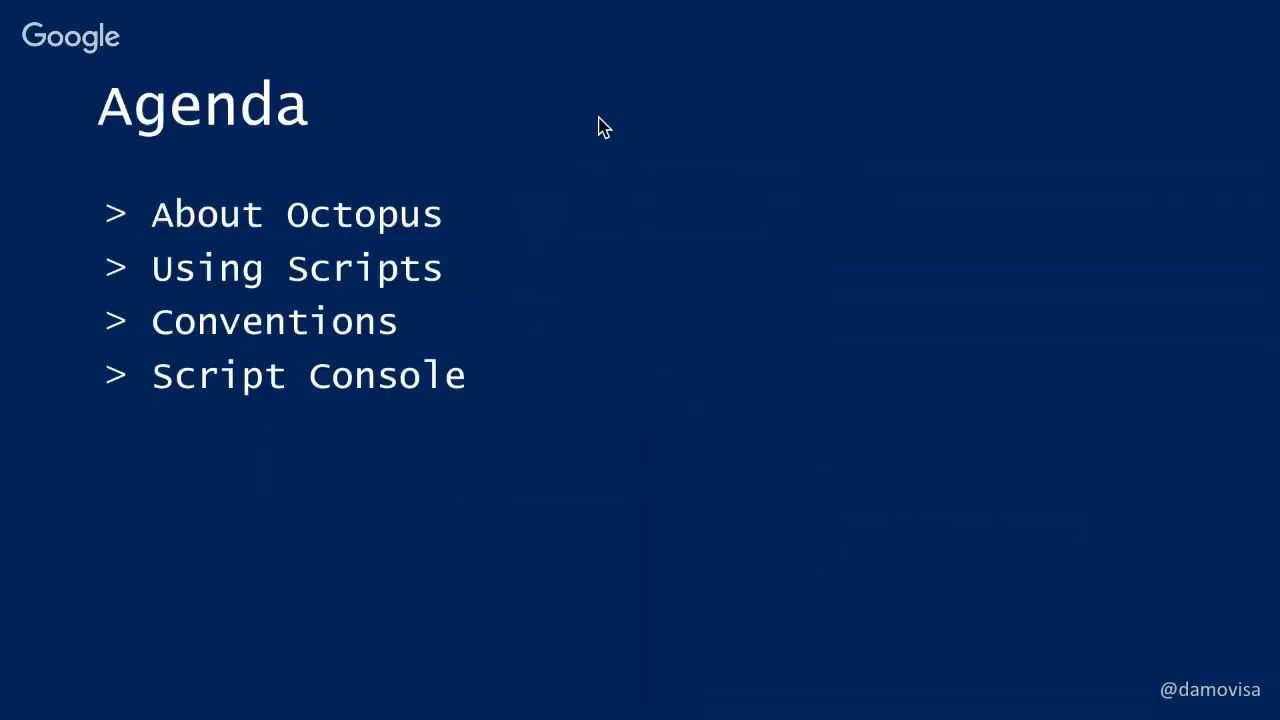 Google
Agenda
> About Octopus
> Using Scripts
> Conventions
> Script Console
@damovisa